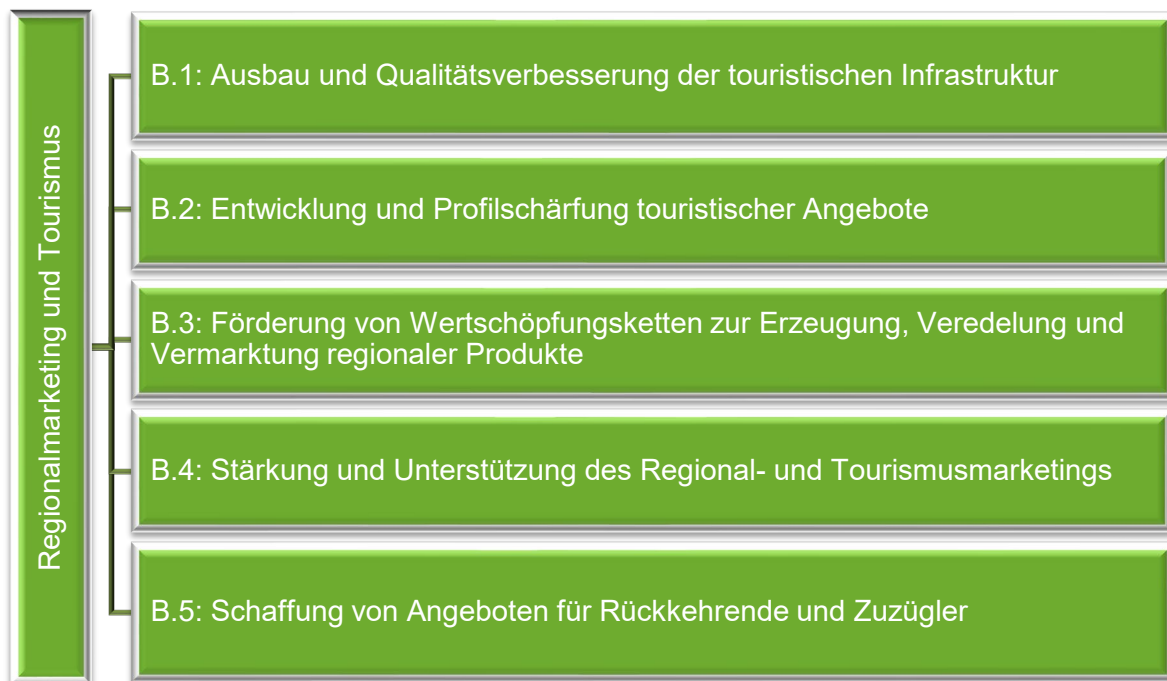 Regionalmarketing und Tourismus
B.1: Ausbau und Qualitätsverbesserung der touristischen Infrastruktur
B.2: Entwicklung und Profilschärfung touristischer Angebote
B.3: Förderung von Wertschöpfungsketten zur Erzeugung, Veredelung und
Vermarktung regionaler Produkte
B.4: Stärkung und Unterstützung des Regional- und Tourismusmarketings
B.5: Schaffung von Angeboten für Rückkehrende und Zuzügler